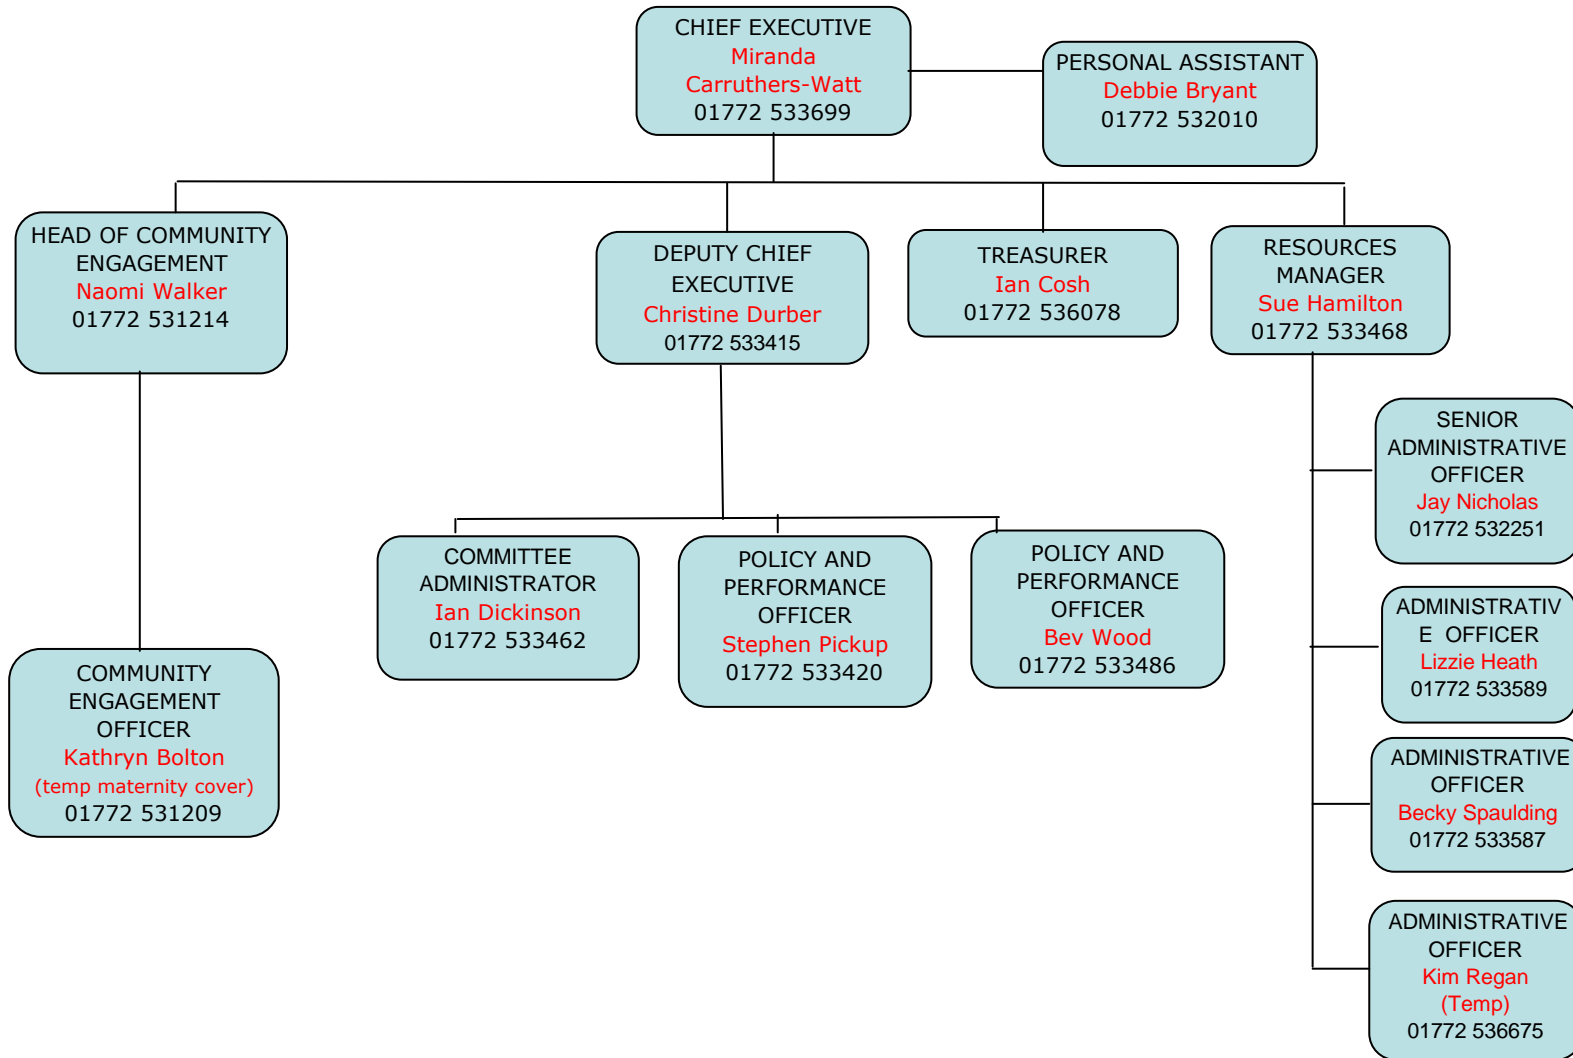 CHIEF EXECUTIVE
Miranda
Carruthers-Watt
01772 533699
PERSONAL ASSISTANT
Debbie Bryant
01772 532010
HEAD OF COMMUNITY
ENGAGEMENT
Naomi Walker
01772 531214
DEPUTY CHIEF
EXECUTIVE
Christine Durber
01772 533415
TREASURER
Ian Cosh
01772 536078
RESOURCES
MANAGER
Sue Hamilton
01772 533468
SENIOR
ADMINISTRATIVE
OFFICER
Jay Nicholas
01772 532251
COMMITTEE
ADMINISTRATOR
Ian Dickinson
01772 533462
POLICY AND
PERFORMANCE
OFFICER
Stephen Pickup
01772 533420
POLICY AND
PERFORMANCE
OFFICER
Bev Wood
01772 533486
ADMINISTRATIV
E OFFICER
Lizzie Heath
01772 533589
COMMUNITY
ENGAGEMENT
OFFICER
Kathryn Bolton
(temp maternity cover)
01772 531209
ADMINISTRATIVE
OFFICER
Becky Spaulding
01772 533587
ADMINISTRATIVE
OFFICER
Kim Regan
(Temp)
01772 536675